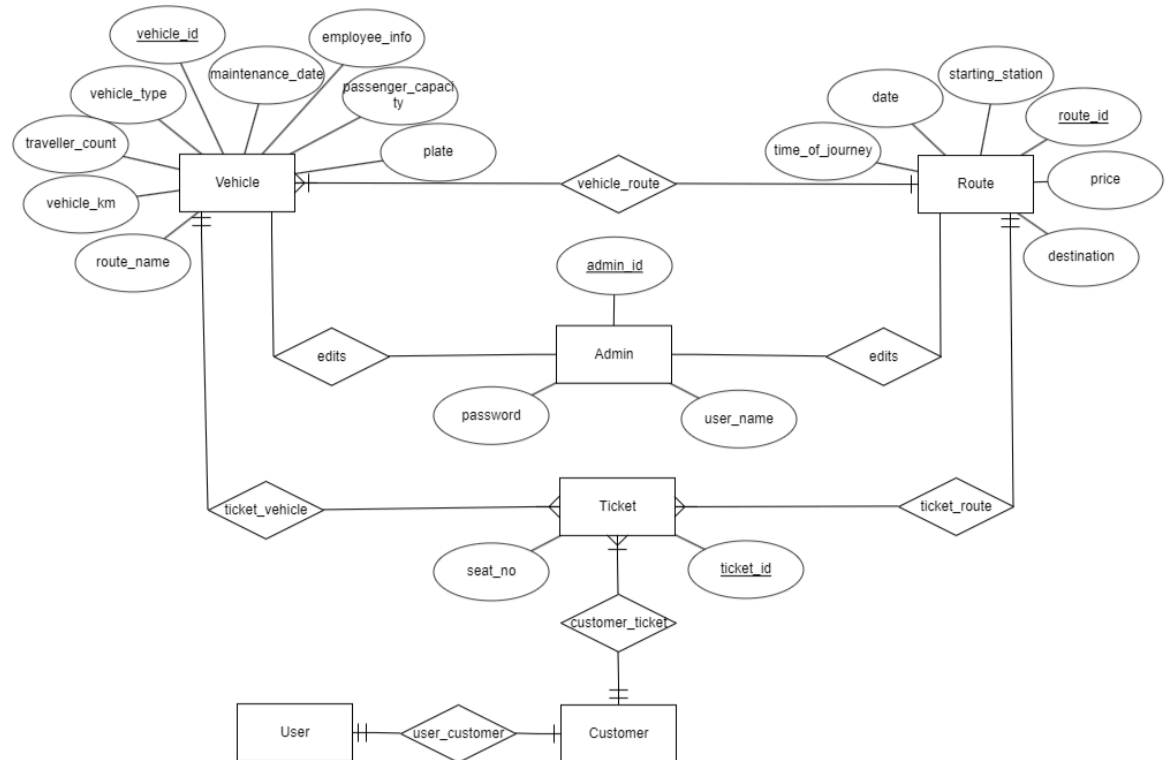 vehicle_id
employee_info
maintenance_date
vehicle_type
passenger_capaci
ty
traveller_count
plate
Vehicle
vehicle_km
route_name
vehicle_route
starting_station
date
route_id
time_of_journey
Route
price
destination
admin_id
edits
Admin
edits
password
user_name
ticket_vehicle
Ticket
ticket_route
seat_no
ticket_id
customer_ticket
User
user_customer
Customer